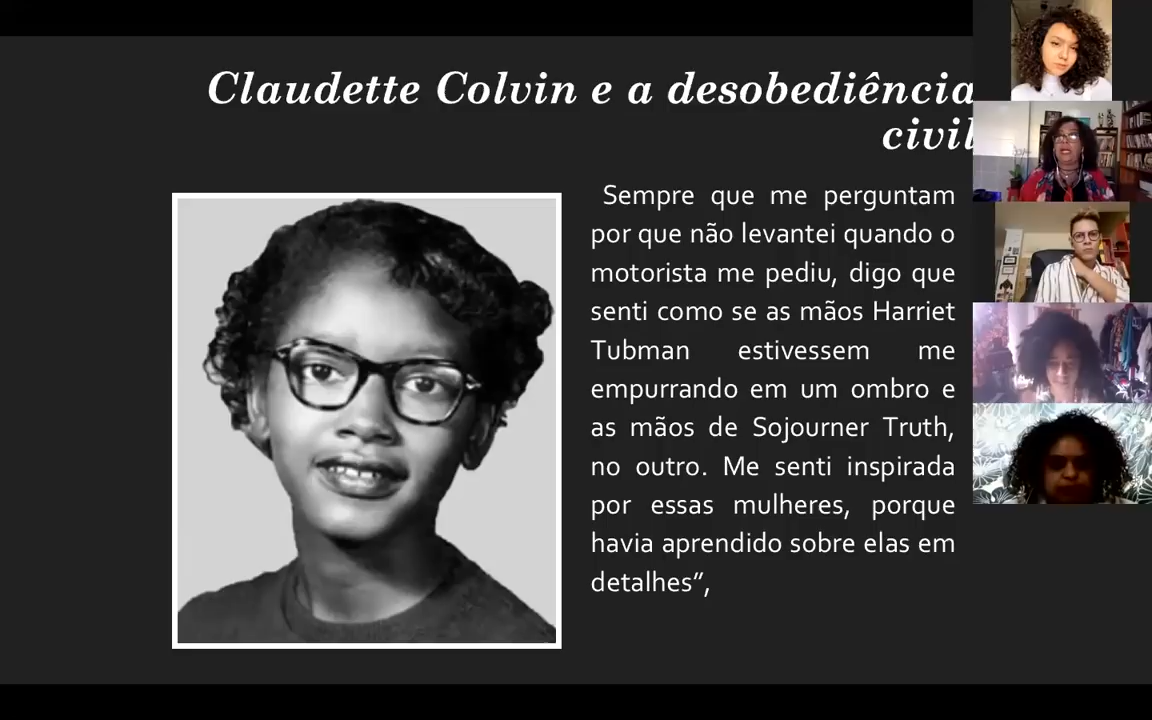 Claudette Colvin e a desobediência
civil
Sempre que me perguntam
por que não levantei quando o
motorista me pediu, digo que
senti como se as mãos Harriet
Tubman estivessem me
empurrando em um ombro e
as mãos de Sojourner Truth,
no outro. Me senti inspirada
por essas mulheres, porque
havia aprendido sobre elas em
detalhes”,